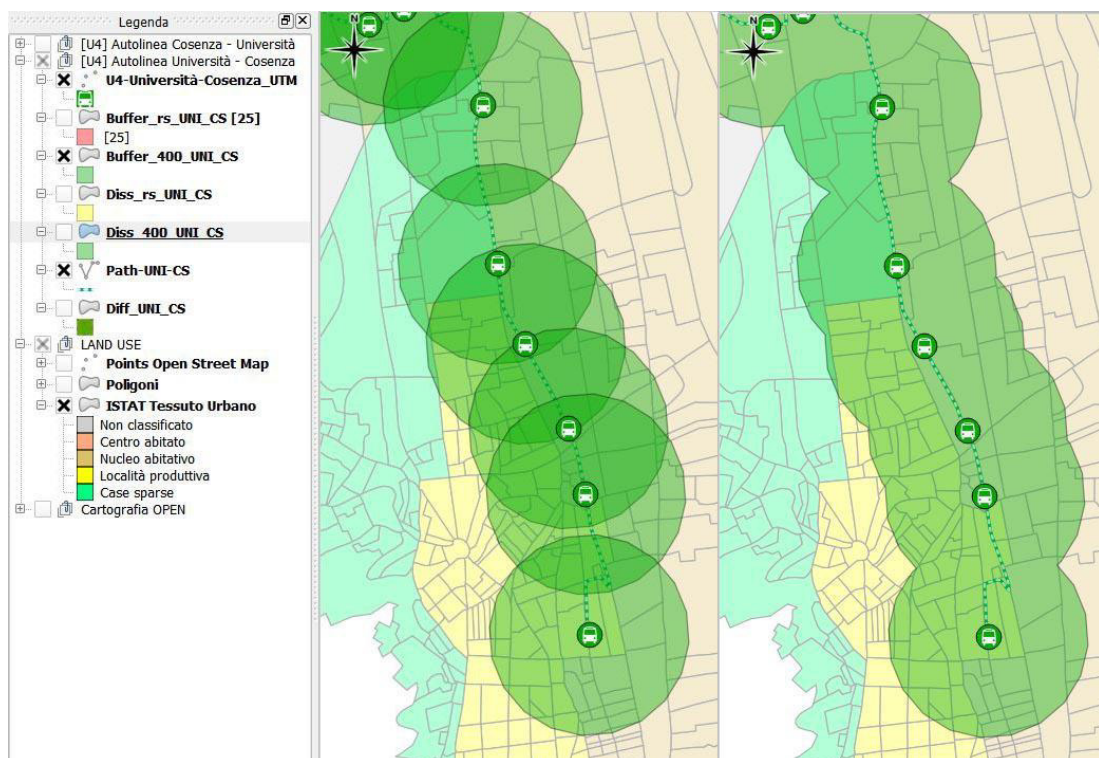 Legenda
[U4] Autolinea Cosenza - Università
[U4] Autolinea Università - Cosenza
U4-Università-Cosenza_UTM
Buffer_rs_UNI_CS [25]
[25]
Buffer_400_UNI_CS
Diss_rs_UNI_CS
Diss_400_UNI_CS
Path-UNI-CS
Diff_UNI_CS
LAND USE
Points Open Street Map
Poligoni
ISTAT Tessuto Urbano
Non classificato
Centro abitato
Nucleo abitativo
Località produttiva
Case sparse
Cartografia OPEN
N
N